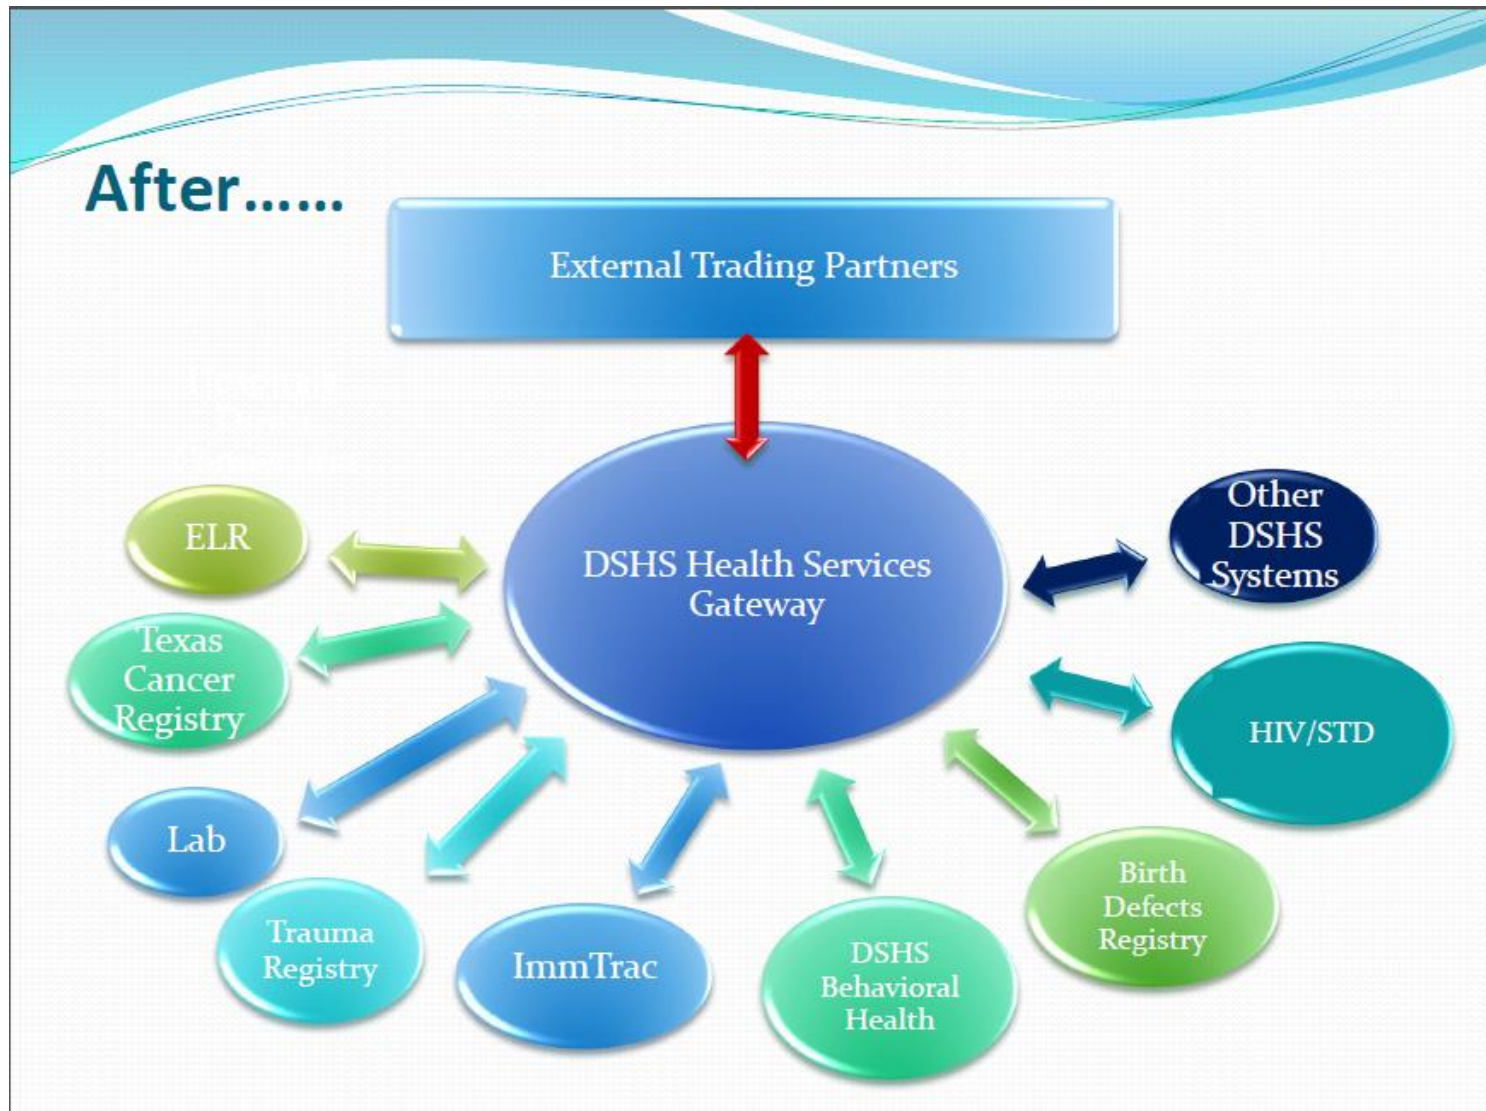 After......
External Trading Partners
DSHS Health Services
Gateway
ELR
Texas
Cancer
Registry
Lab
Trauma
Registry
ImmTrac
DSHS
Behavioral
Health
Birth
Defects
Registry
HIV/STD
Other
DSHS
Systems